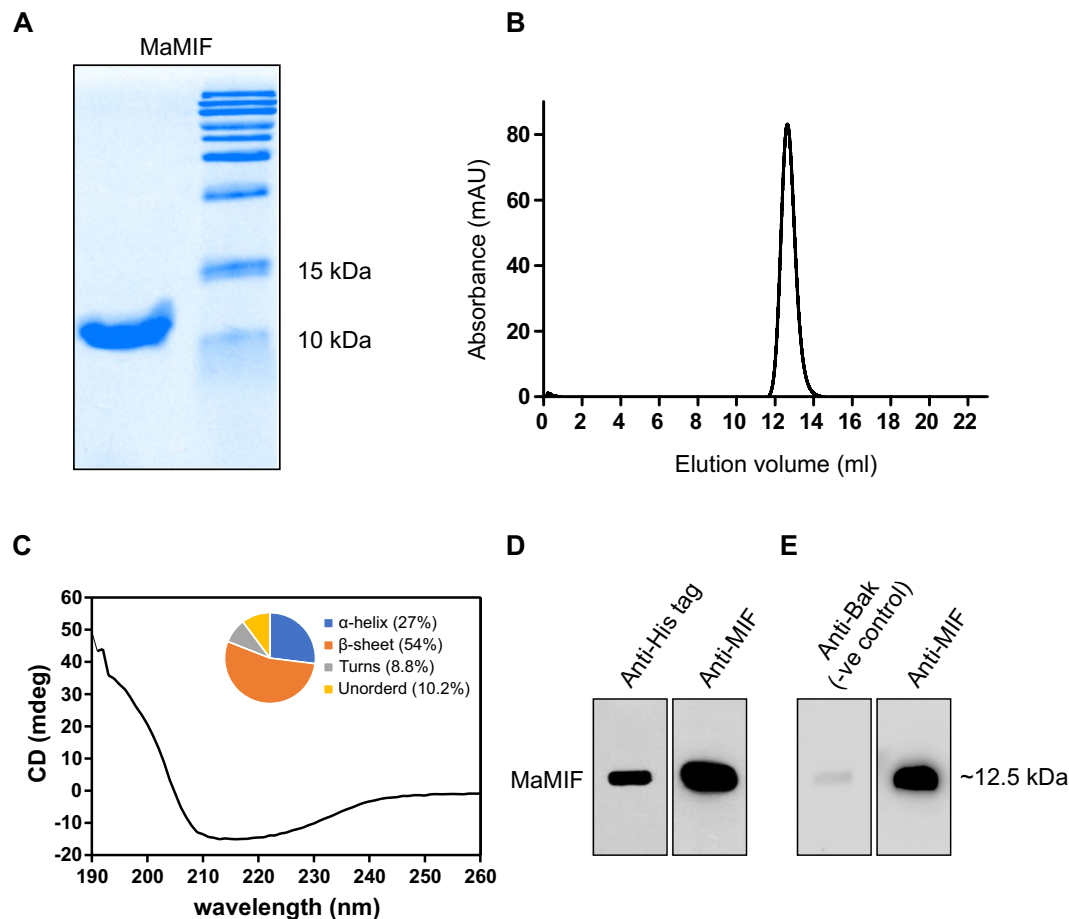 A
MaMIF
15 kDa
10 kDa
B
Absorbance (mAU)
80
60
40
20
0
0 2 4 6 8 10 12 14 16 18 20 22
Elution volume (ml)
C
CD (mdeg)
60
50
40
30
20
10
0
-10
-20
190 200 210 220 230 240 250 260
wavelength (nm)
α-helix (27%)
β-sheet (54%)
Turns (8.8%)
Unorderd (10.2%)
D
Anti-His tag
Anti-MIF
MaMIF
E
Anti-Bak
(-ve control)
Anti-MIF
~12.5 kDa